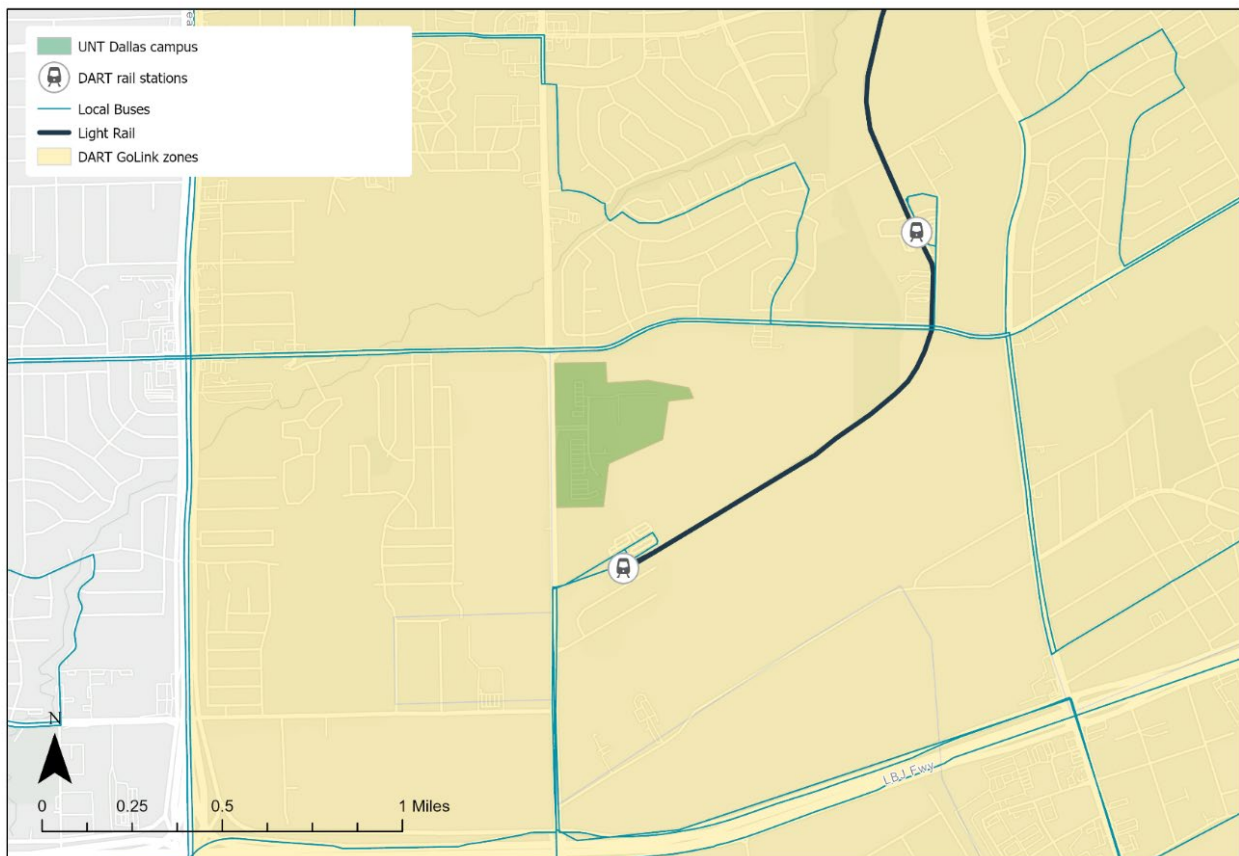 UNT Dallas campus
DART rail stations
Local Buses
Light Rail
DART GoLink zones
LBJ Fwy
N
0 0.25 0.5 1 Miles